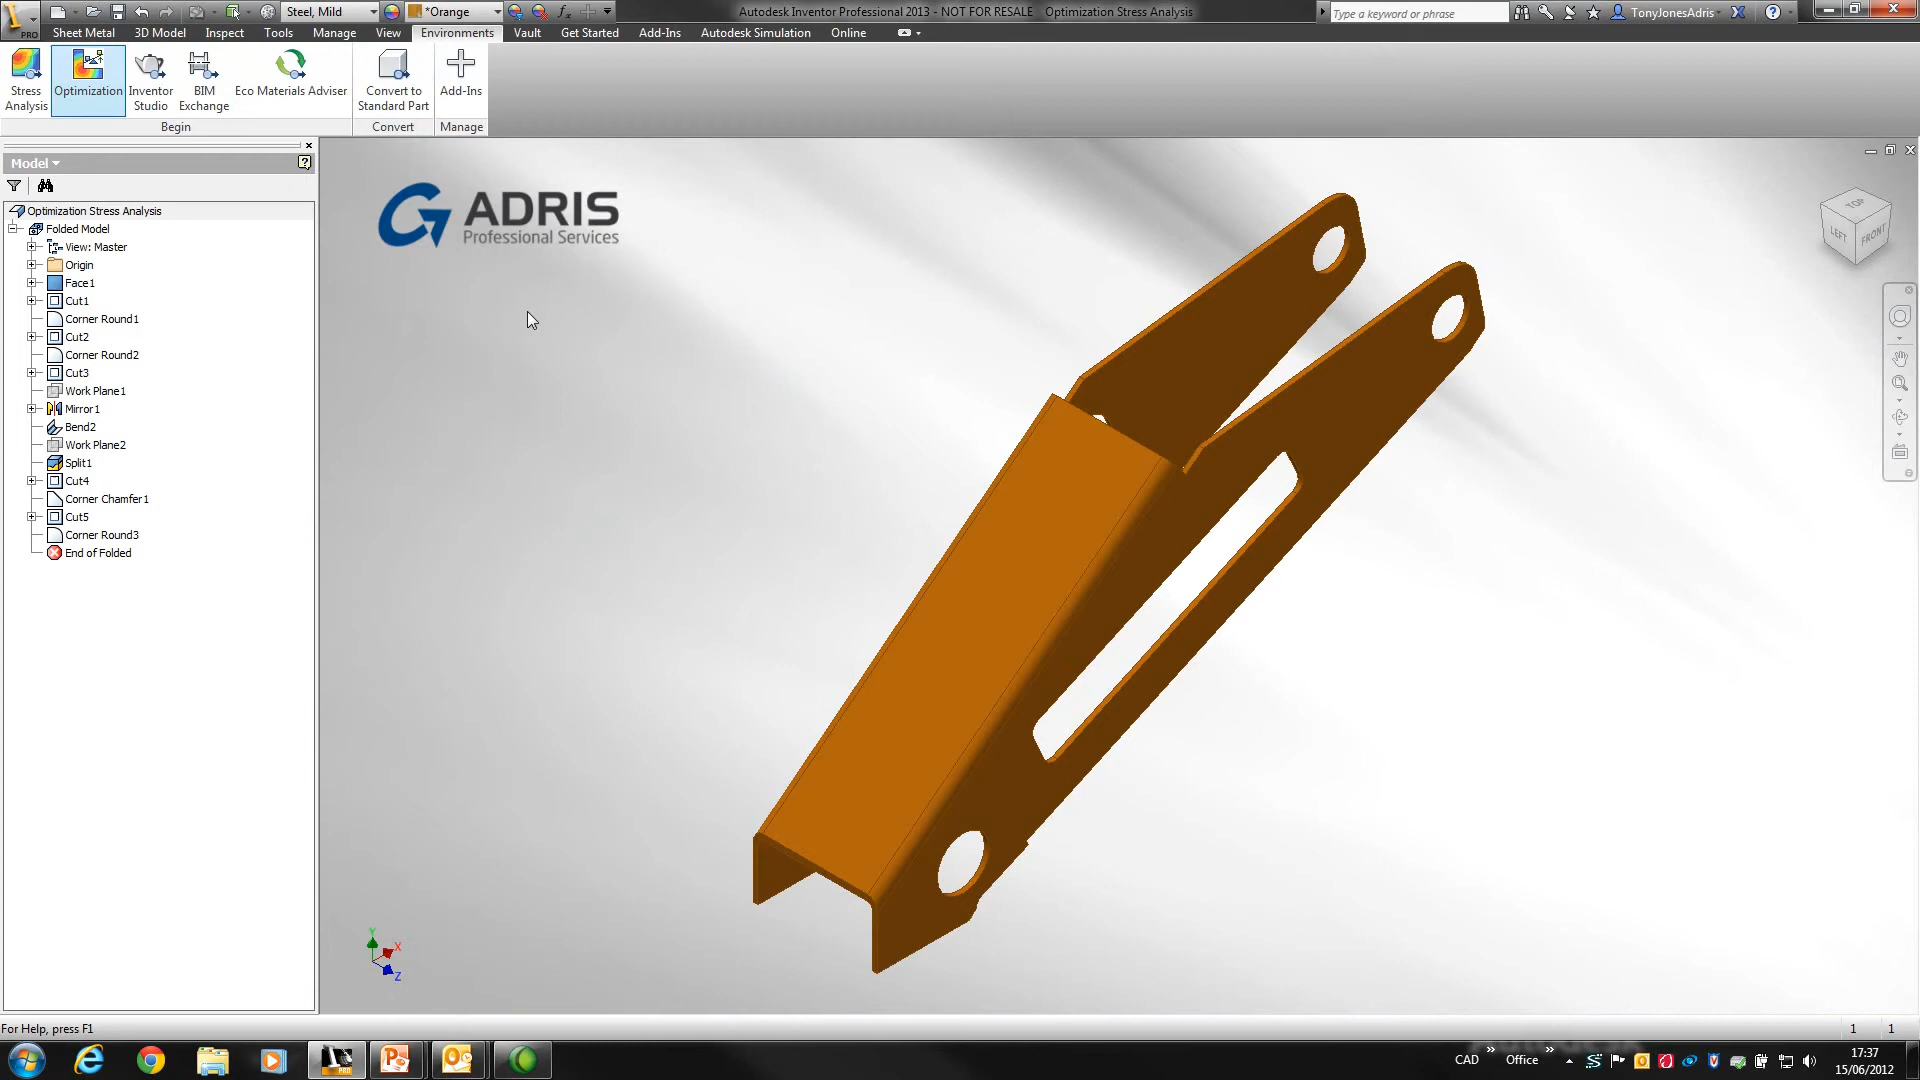 PRO
Steel, Mild
*Orange
fx
Autodesk Inventor Professional 2013 - NOT FOR RESALE Optimization Stress Analysis
Type a keyword or phrase
TonyJonesAdris
Sheet Metal 3D Model Inspect Tools Manage View Environments Vault Get Started Add-Ins Autodesk Simulation Online
Stress Analysis
Optimization
Inventor Studio
BIM Exchange
Eco Materials Adviser
Convert to Standard Part
Add-Ins
Begin Convert Manage
Model
Optimization Stress Analysis
Folded Model
View: Master
Origin
Face1
Cut1
Corner Round1
Cut2
Corner Round2
Cut3
Work Plane1
Mirror1
Bend2
Work Plane2
Split1
Cut4
Corner Chamfer1
Cut5
Corner Round3
End of Folded
ADRIS
Professional Services
TOP
LEFT FRONT
Y
X
Z
For Help, press F1
1 1
PRO
CAD » Office »
17:37
15/06/2012